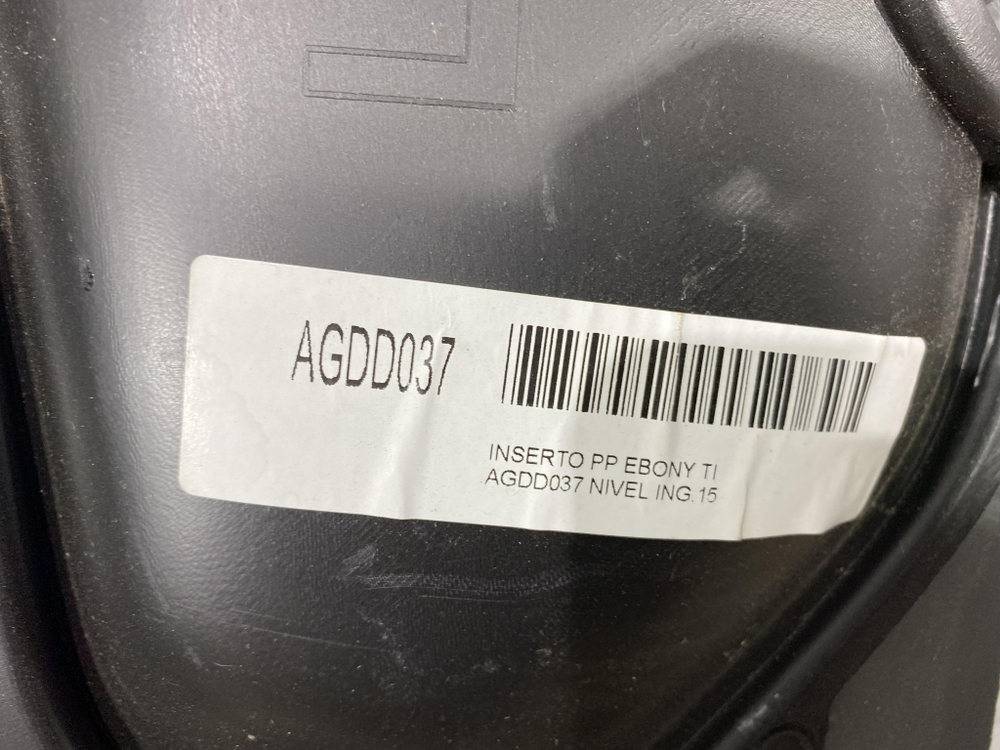 AGDD037
INSERTO PP EBONY TI
AGDD037 NIVEL ING.15